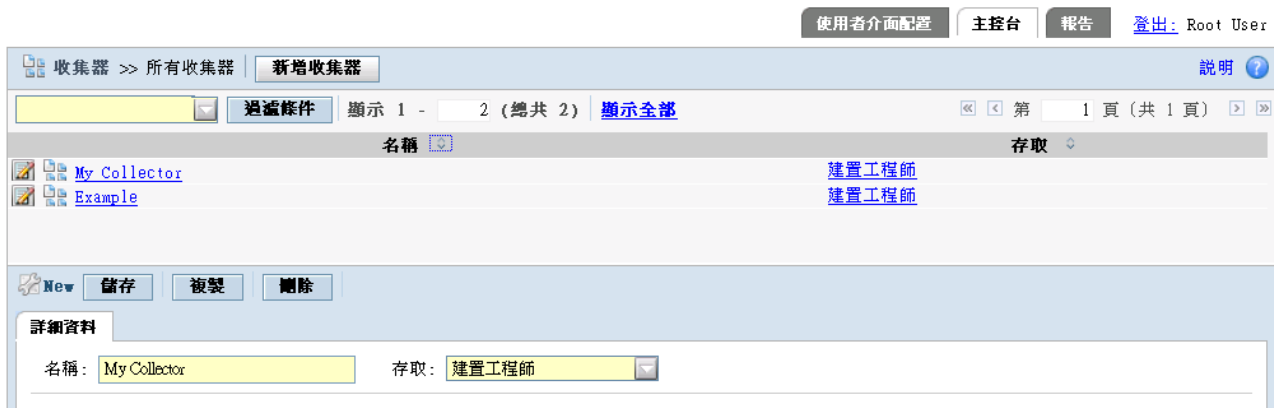 使用者介面配置 主控台 報告 登出: Root User
收集器 >> 所有收集器 新增收集器 說明
過濾條件 顯示 1 - 2 (總共 2) 顯示全部 第 1 頁 (共 1 頁)
名稱 存取
My Collector 建置工程師
Example 建置工程師
New 儲存 複製 刪除
詳細資料
名稱: My Collector 存取: 建置工程師